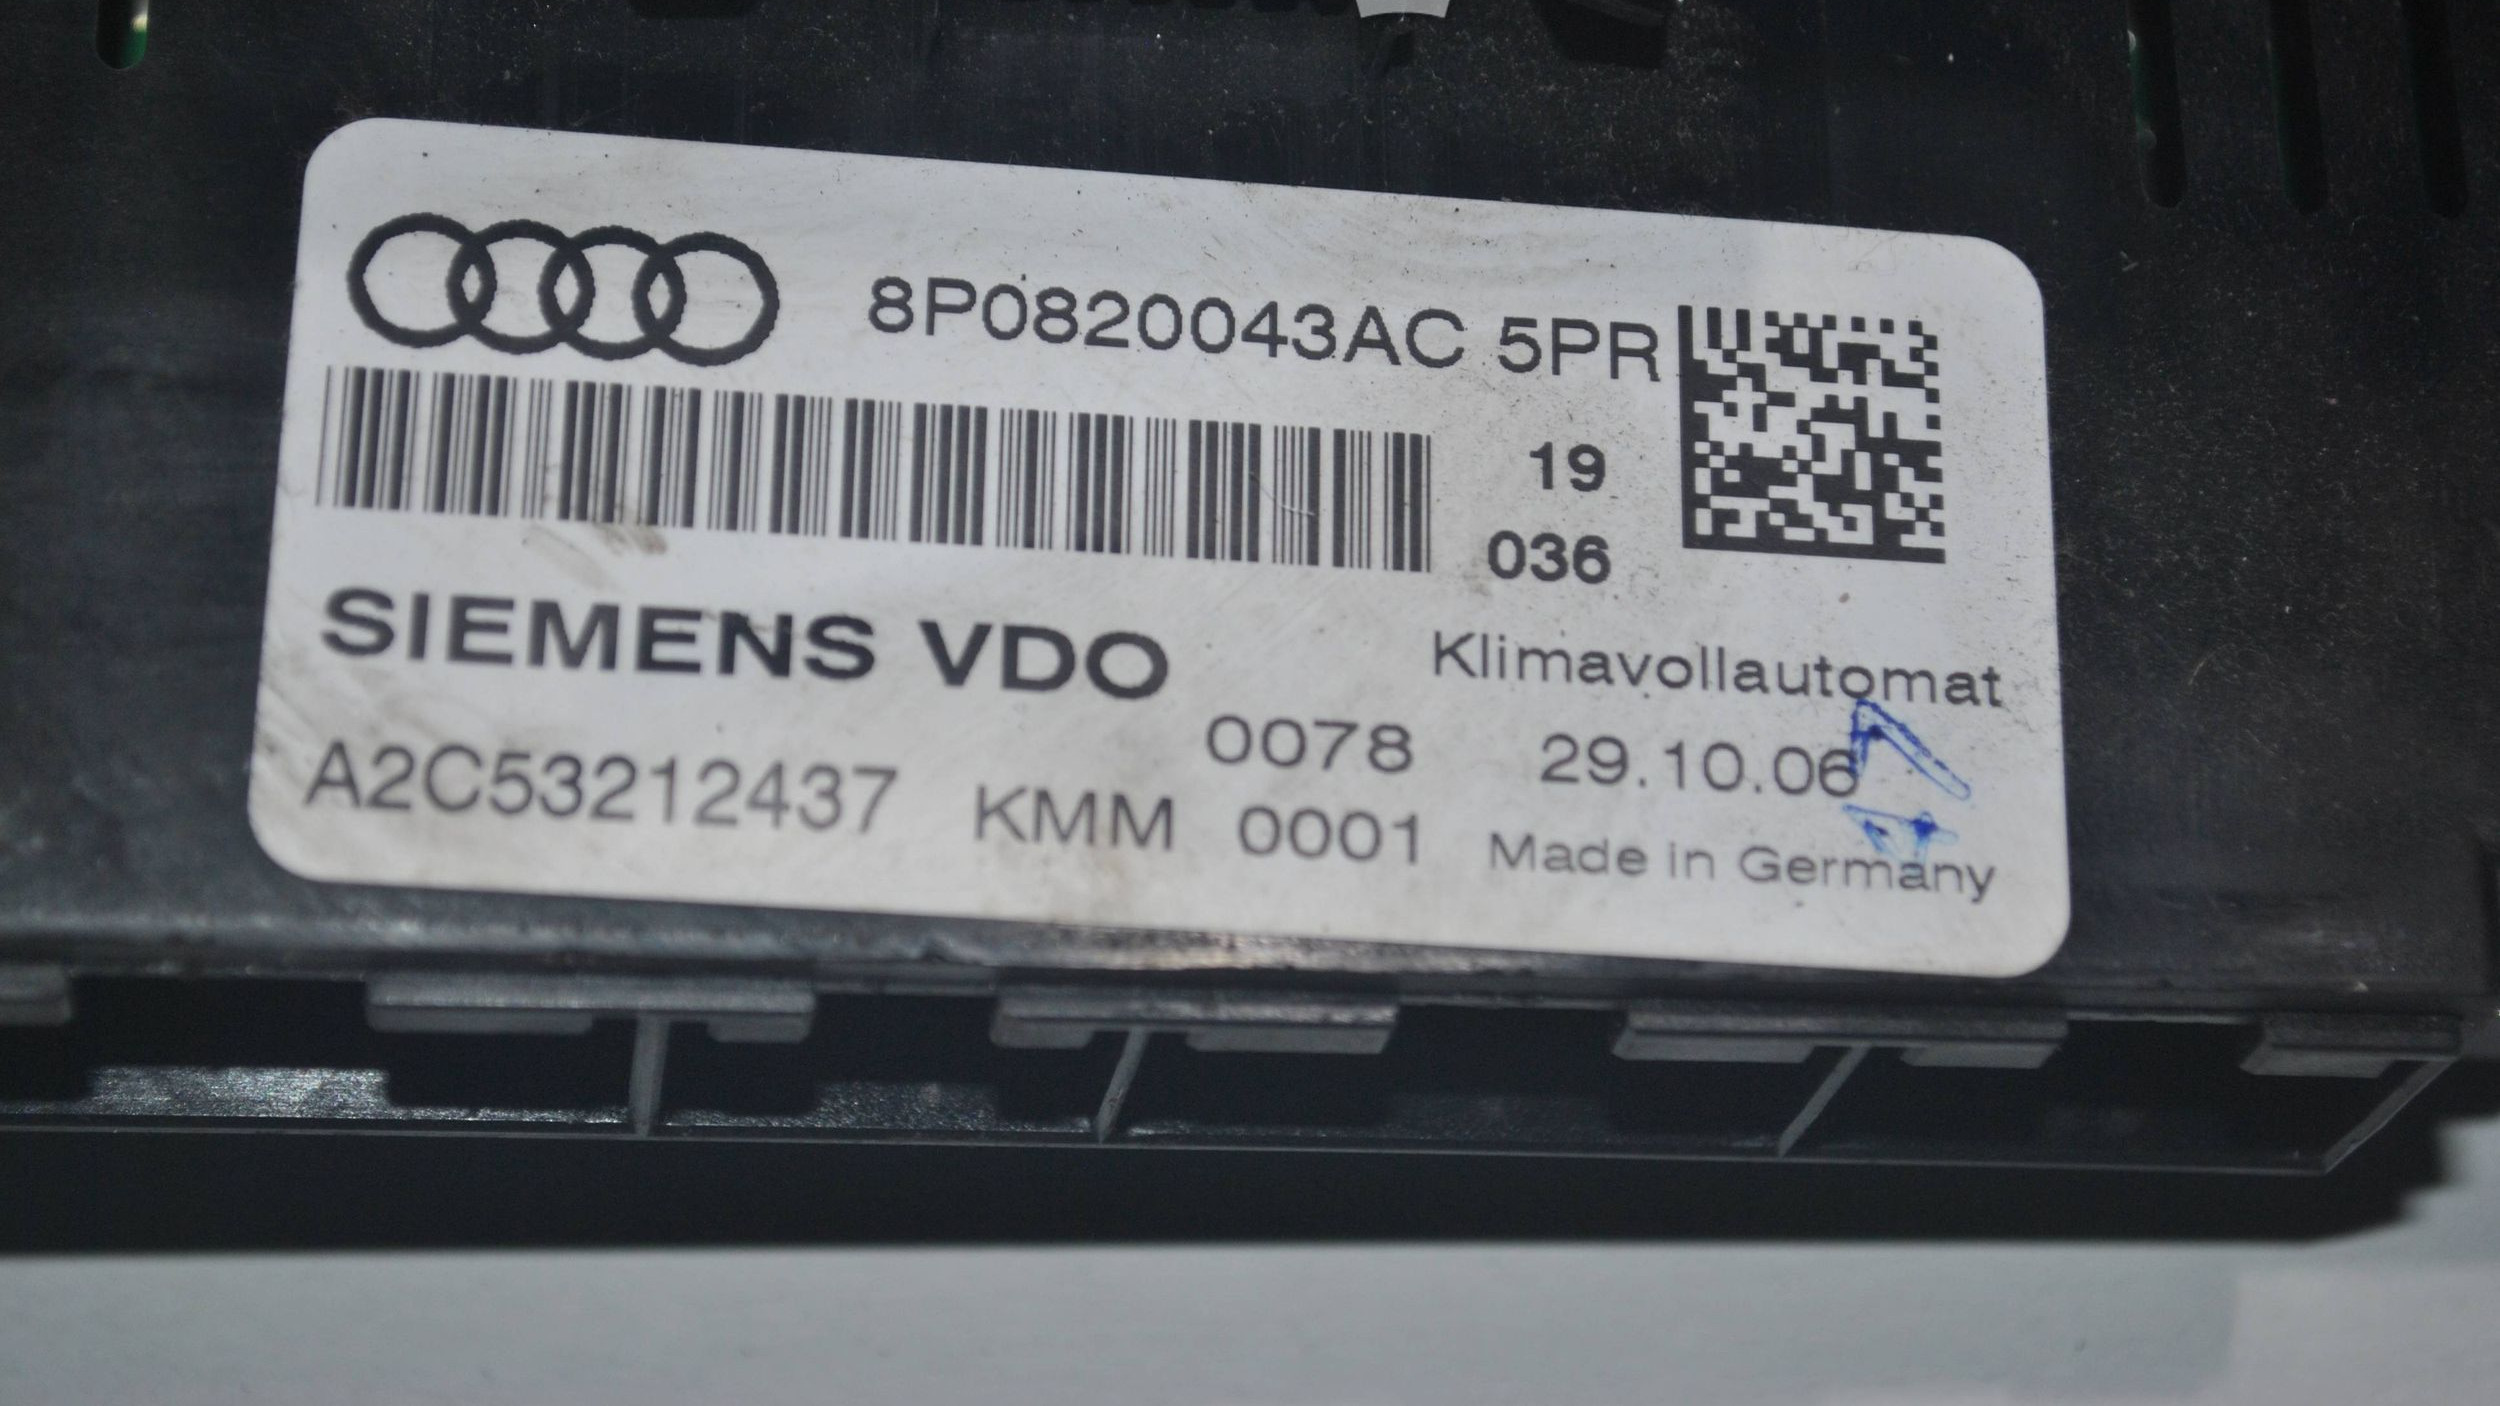 8P0820043AC 5PR
19
036
SIEMENS VDO
Klimavollautomat
0078 29.10.06
A2C53212437 KMM 0001 Made in Germany